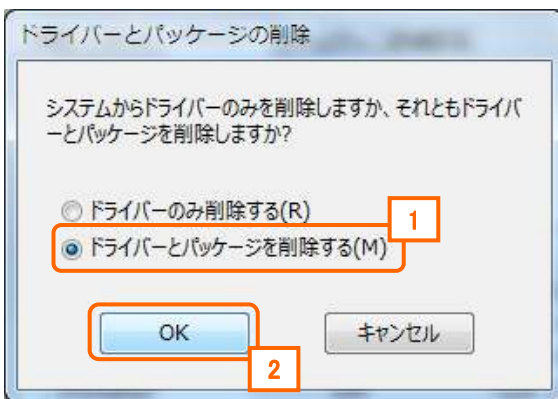 ドライバーとパッケージの削除
システムからドライバーのみを削除しますか、それともドライバ
ーとパッケージを削除しますか?
ドライバーのみ削除する(R)
1
ドライバーとパッケージを削除する(M)
OK
キャンセル
2